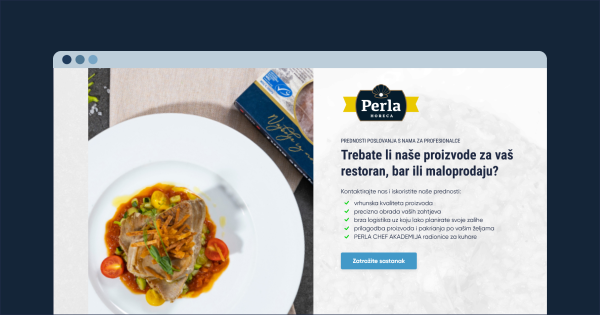 Perla
HORECA
PREDNOSTI POSLOVANJA S NAMA ZA PROFESIONALCE
Trebate li naše proizvode za vaš
restoran, bar ili maloprodaju?
Kontaktirajte nas i iskoristite naše prednosti:
vrhunska kvaliteta proizvoda
precizna obrada vaših zahtjeva
brza logistika uz koju lako planirate svoje zalihe
prilagodba proizvoda i pakiranja po vašim željama
PERLA CHEF AKADEMIJA radionice za kuhare
Zatražite sastanak